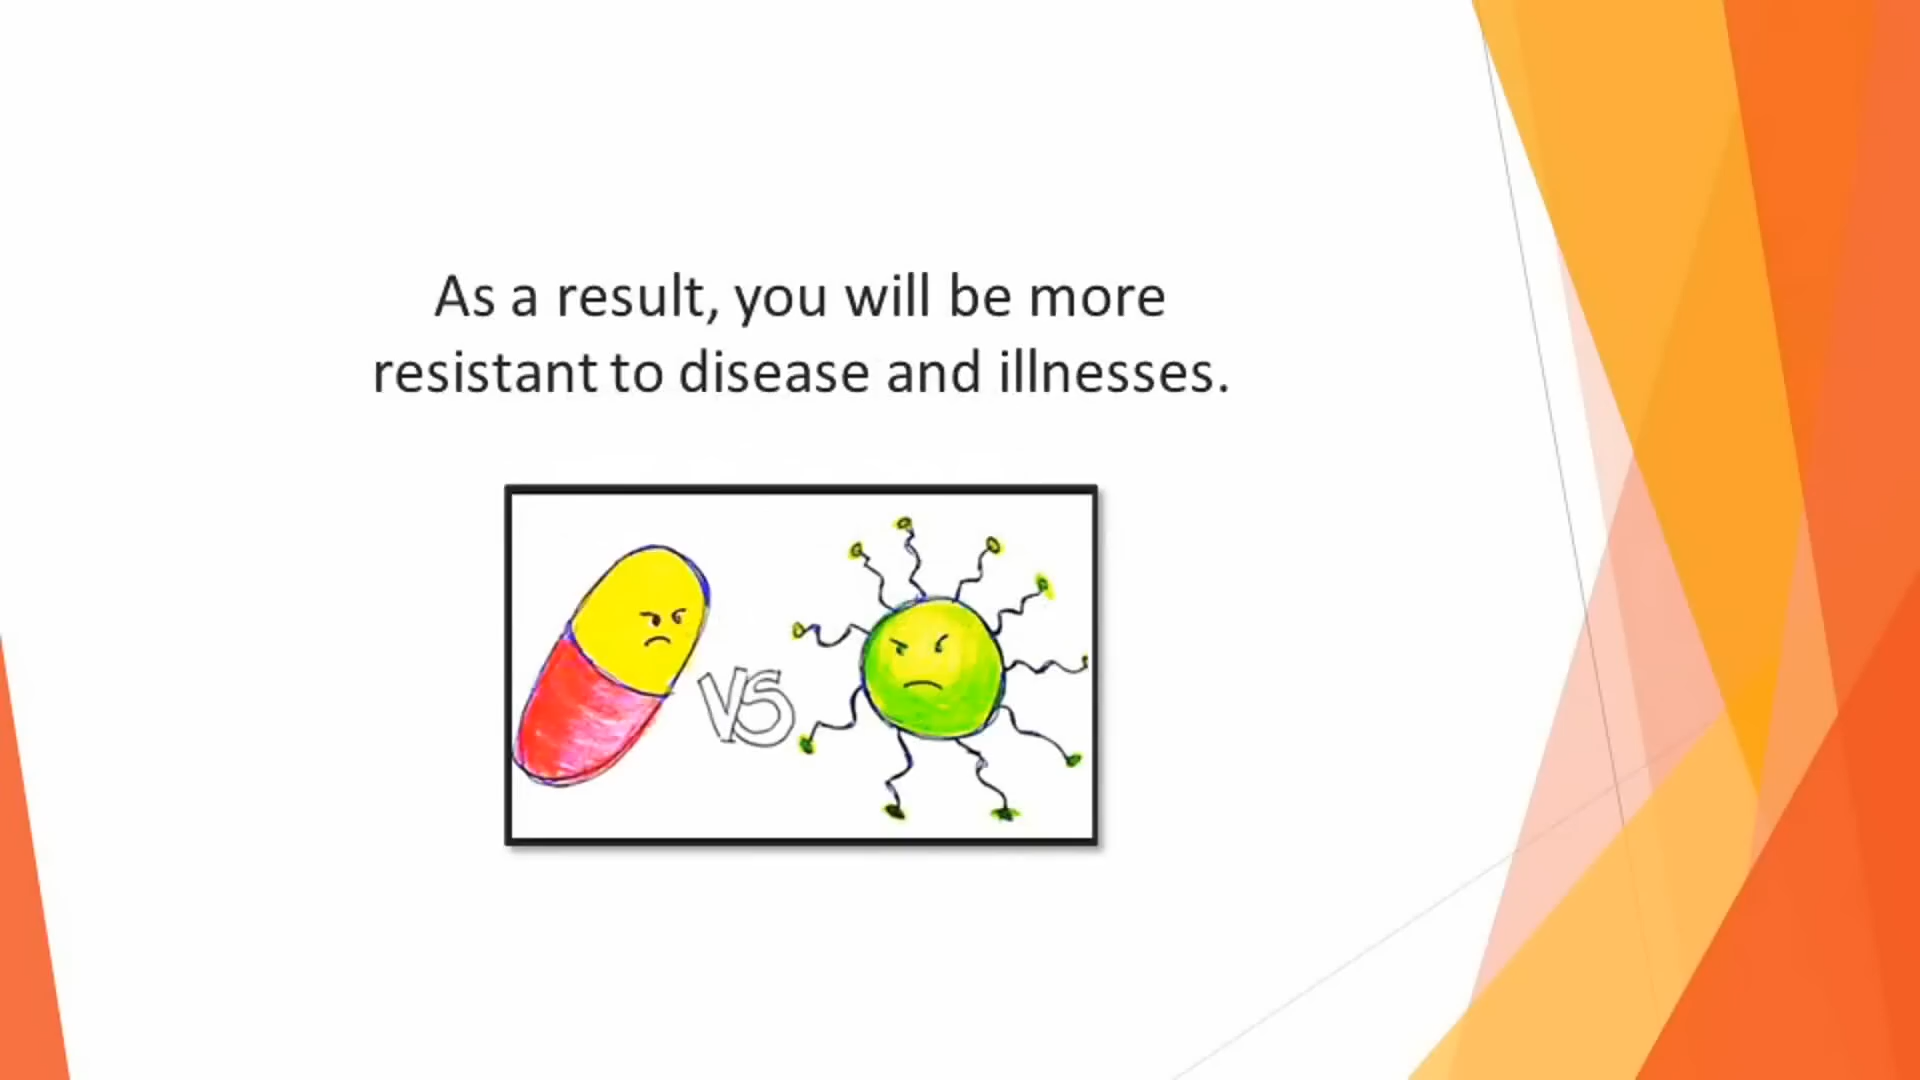 As a result, you will be more
resistant to disease and illnesses.
VS